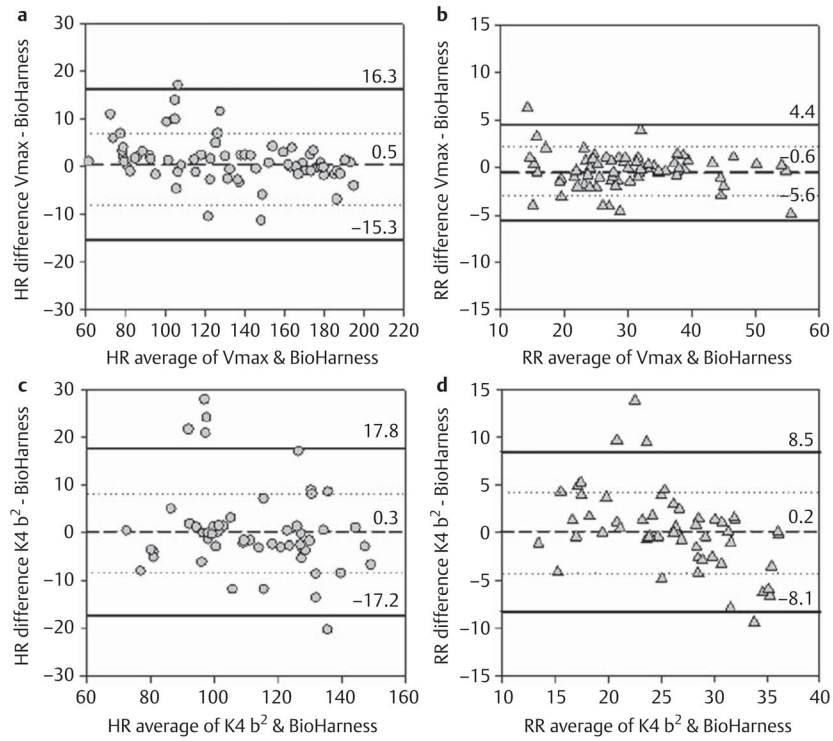 a
HR difference Vmax - BioHarness
30
20
10
0
−10
−20
−30
16.3
0.5
−15.3
60 80 100 120 140 160 180 200 220
HR average of Vmax & BioHarness
b
RR difference Vmax - BioHarness
15
10
5
0
−5
−10
−15
4.4
−0.6
−5.6
10 20 30 40 50 60
RR average of Vmax & BioHarness
c
HR difference K4 b² - BioHarness
30
20
10
0
−10
−20
−30
17.8
0.3
−17.2
60 80 100 120 140 160
HR average of K4 b² & BioHarness
d
RR difference K4 b² - BioHarness
15
10
5
0
−5
−10
−15
8.5
0.2
−8.1
10 15 20 25 30 35 40
RR average of K4 b² & BioHarness